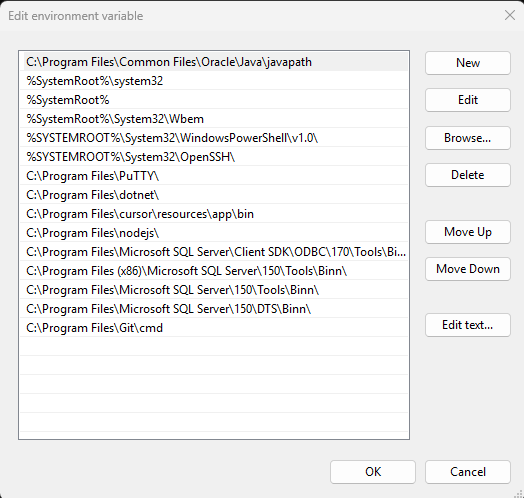 Edit environment variable
C:\Program Files\Common Files\Oracle\Java\javapath
%SystemRoot%\system32
%SystemRoot%
%SystemRoot%\System32\Wbem
%SYSTEMROOT%\System32\WindowsPowerShell\v1.0\
%SYSTEMROOT%\System32\OpenSSH\
C:\Program Files\PuTTY\
C:\Program Files\dotnet\
C:\Program Files\cursor\resources\app\bin
C:\Program Files\nodejs\
C:\Program Files\Microsoft SQL Server\Client SDK\ODBC\170\Tools\Bi...
C:\Program Files (x86)\Microsoft SQL Server\150\Tools\Binn\
C:\Program Files\Microsoft SQL Server\150\Tools\Binn\
C:\Program Files\Microsoft SQL Server\150\DTS\Binn\
C:\Program Files\Git\cmd
New
Edit
Browse...
Delete
Move Up
Move Down
Edit text...
OK
Cancel